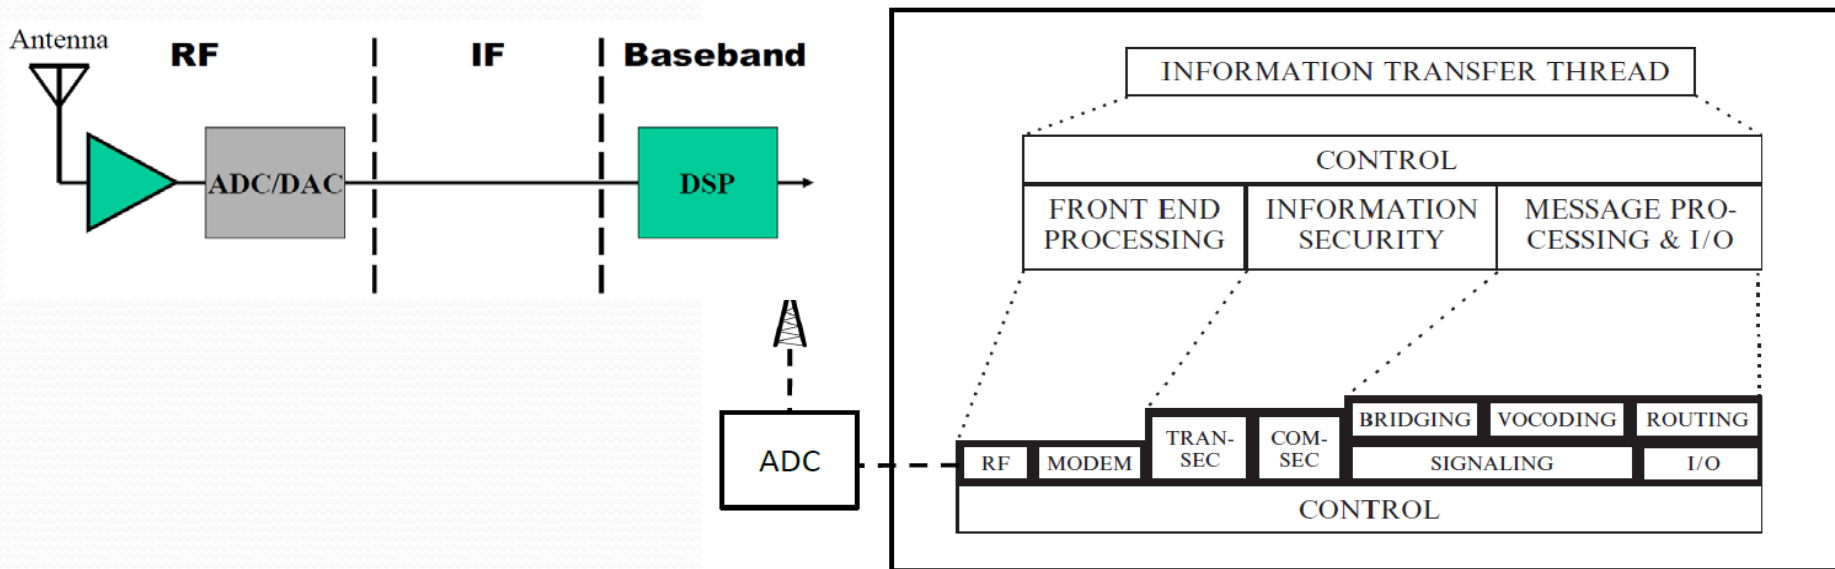 Antenna
RF
IF
Baseband
ADC/DAC
DSP
ADC
INFORMATION TRANSFER THREAD
CONTROL
FRONT END
PROCESSING
INFORMATION
SECURITY
MESSAGE PRO-
CESSING & I/O
BRIDGING
VOCODING
ROUTING
RF
MODEM
TRAN-
SEC
COM-
SEC
SIGNALING
I/O
CONTROL